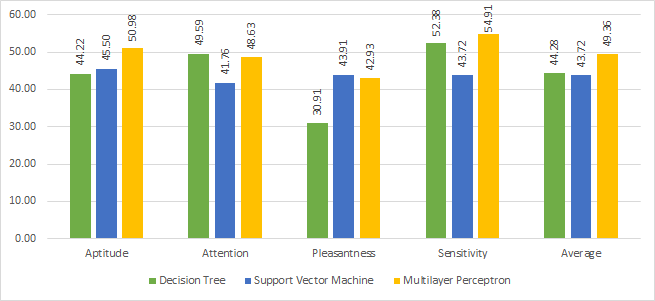 60.00
50.00
40.00
30.00
20.00
10.00
0.00
44.22
45.50
50.98
49.59
41.76
48.63
30.91
43.91
42.93
52.38
43.72
54.91
44.28
43.72
49.36
Aptitude
Attention
Pleasantness
Sensitivity
Average
Decision Tree
Support Vector Machine
Multilayer Perceptron